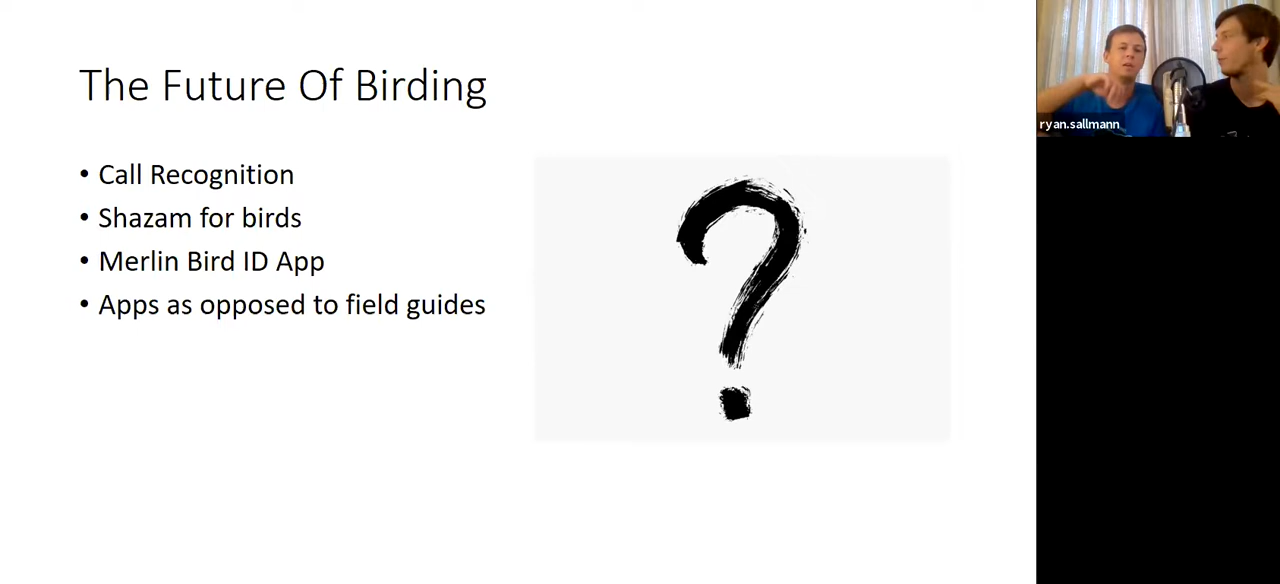 The Future Of Birding
• Call Recognition
• Shazam for birds
• Merlin Bird ID App
• Apps as opposed to field guides
?
ryan.sallmann